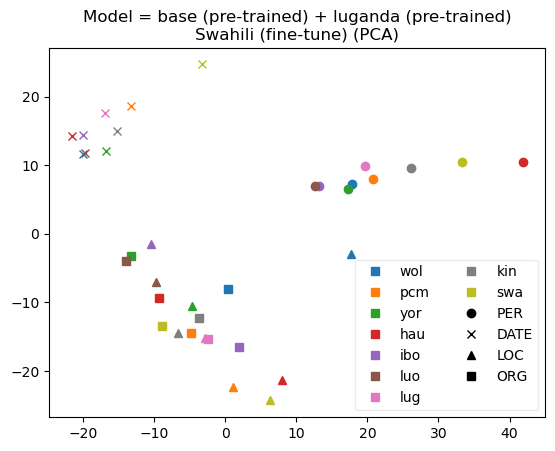 Model = base (pre-trained) + luganda (pre-trained)
Swahili (fine-tune) (PCA)
20
10
0
−10
−20
−20 −10 0 10 20 30 40
wol kin
pcm swa
yor PER
hau DATE
ibo LOC
luo ORG
lug